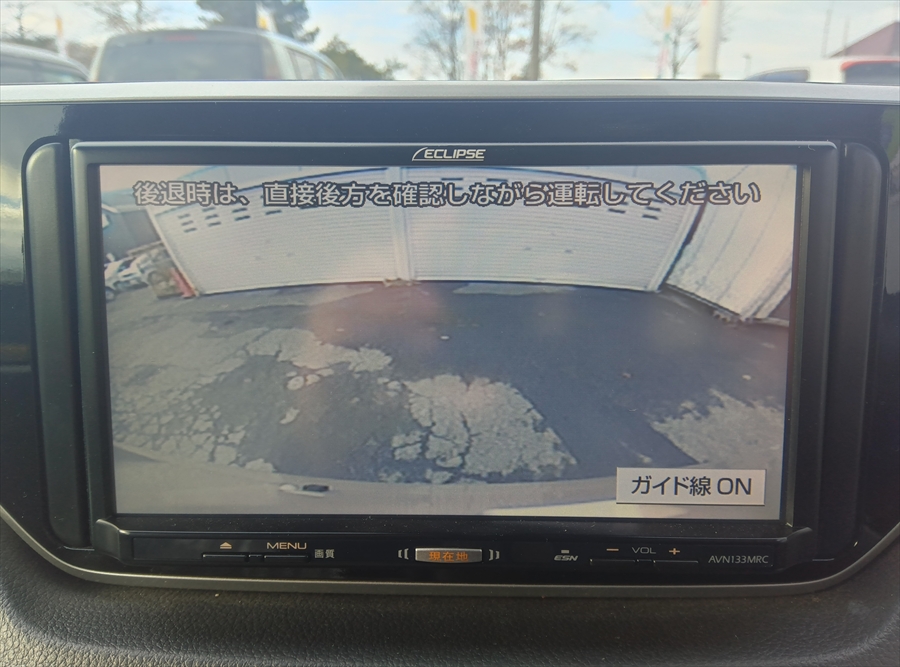 ECLIPSE
後退時は、直接後方を確認しながら運転してください
ガイド線 ON
MENU 画質 現在地 ESN − VOL + AVN133MRC